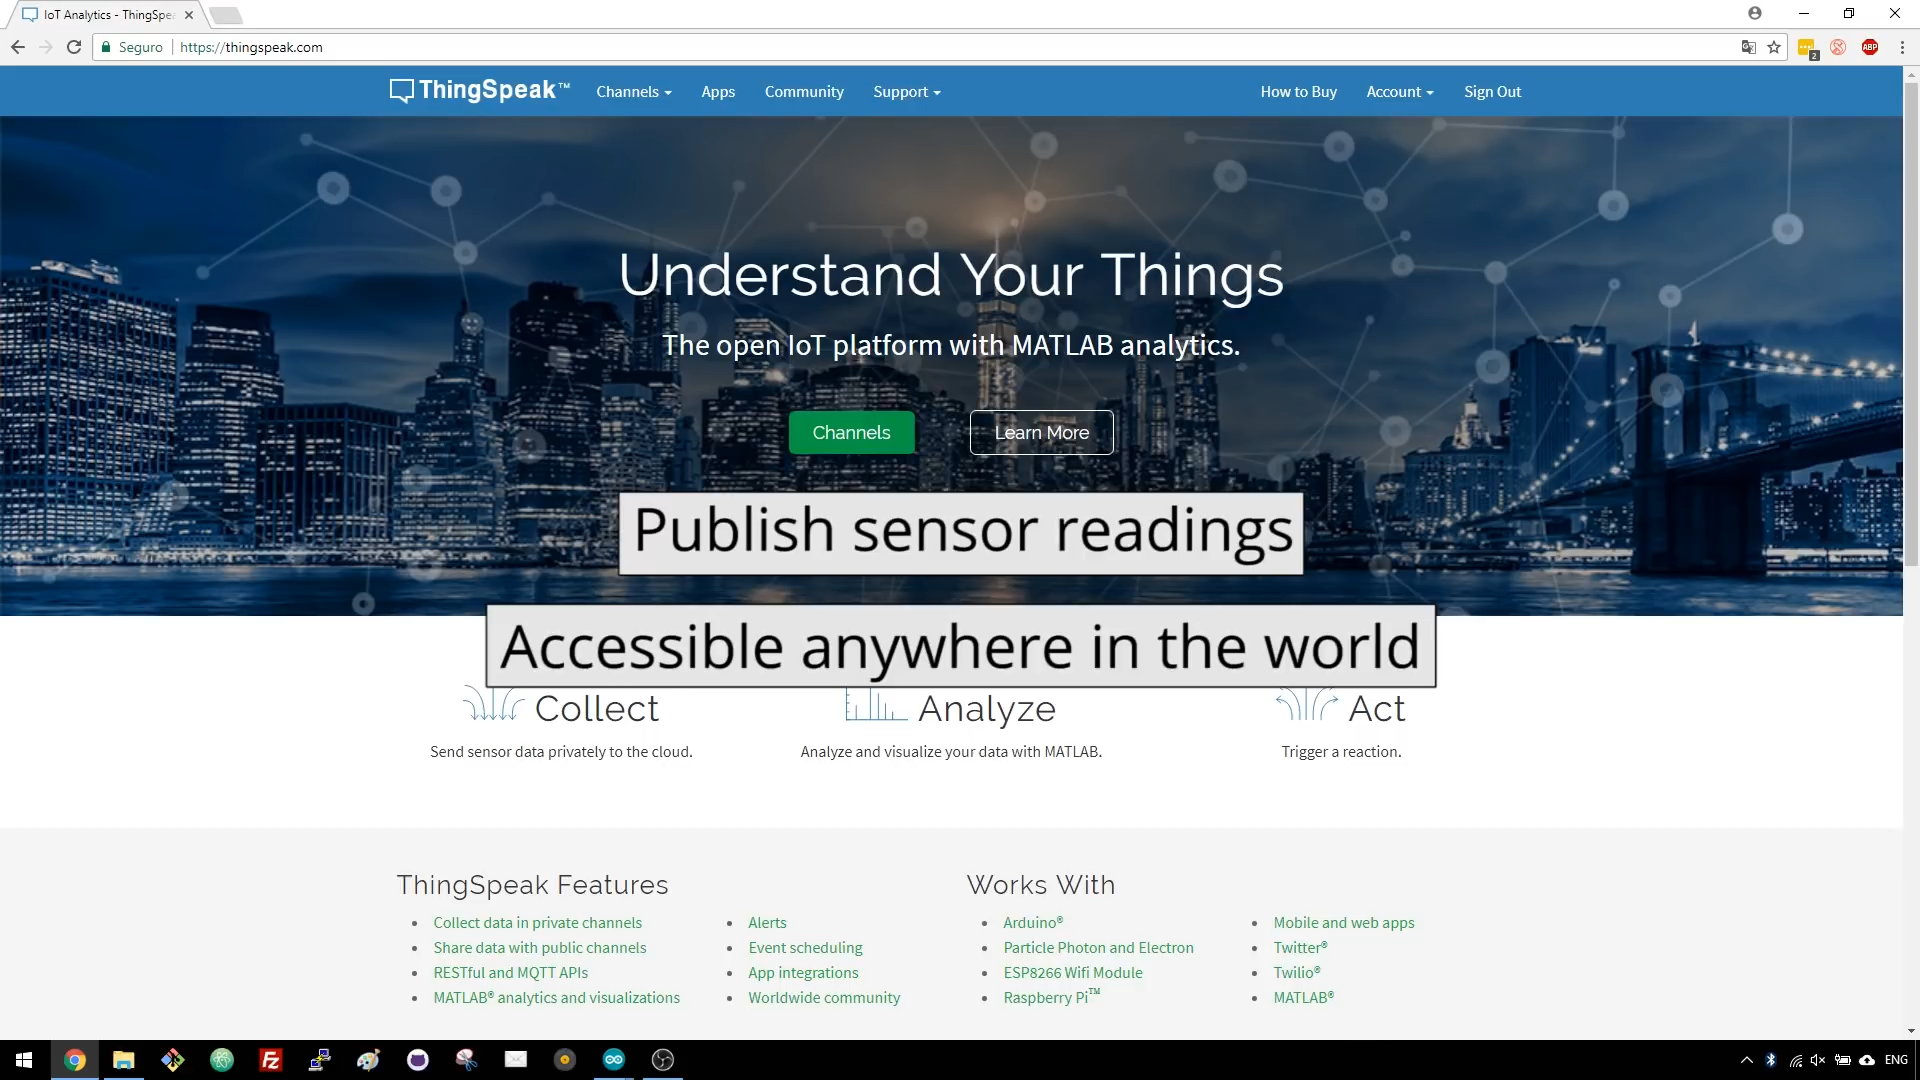 IoT Analytics - ThingSpe
Seguro https://thingspeak.com
2
ABP
ThingSpeak™ Channels Apps Community Support How to Buy Account Sign Out
Understand Your Things
The open IoT platform with MATLAB analytics.
Channels Learn More
Publish sensor readings
Accessible anywhere in the world
Collect Analyze Act
Send sensor data privately to the cloud. Analyze and visualize your data with MATLAB. Trigger a reaction.
ThingSpeak Features
Collect data in private channels
Share data with public channels
RESTful and MQTT APIs
MATLAB® analytics and visualizations
Alerts
Event scheduling
App integrations
Worldwide community
Works With
Arduino®
Particle Photon and Electron
ESP8266 Wifi Module
Raspberry Pi™
Mobile and web apps
Twitter®
Twilio®
MATLAB®
Fz
ENG